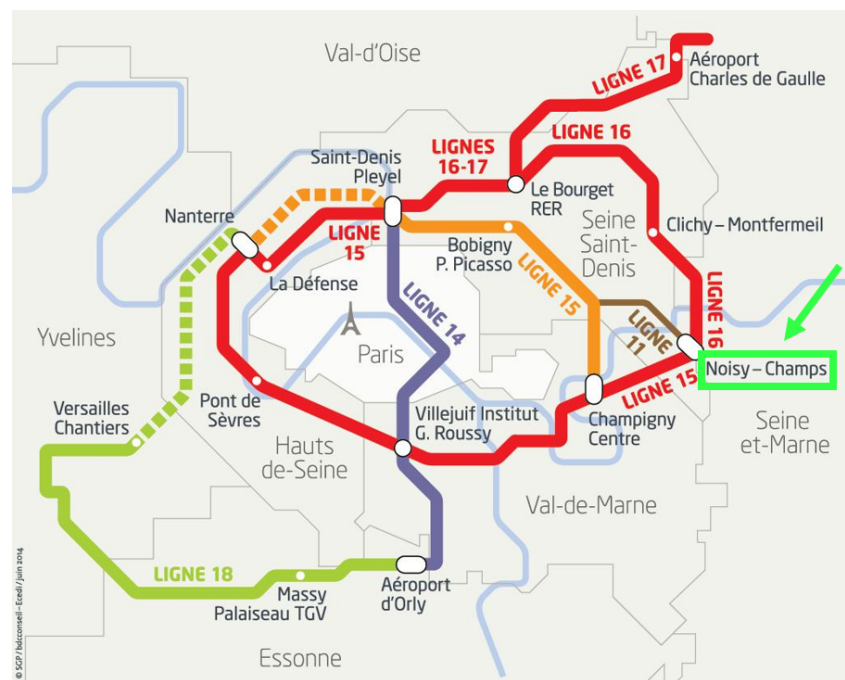 Val-d'Oise
LIGNE 17
Aéroport
Charles de Gaulle
LIGNES
16-17
LIGNE 16
Saint-Denis
Pleyel
Le Bourget
RER
Nanterre
LIGNE
15
Seine
Saint-
Denis
Clichy – Montfermeil
Bobigny
P. Picasso
La Défense
LIGNE 15
LIGNE 14
LIGNE
11
LIGNE 16
Yvelines
Paris
Noisy – Champs
LIGNE 15
Versailles
Chantiers
Pont de
Sèvres
Villejuif Institut
G. Roussy
Champigny
Centre
Seine
et-Marne
Hauts
de-Seine
Val-de-Marne
LIGNE 18
Massy
Palaiseau TGV
Aéroport
d'Orly
Essonne
© SGP / bdcconseil – Ecedi / juin 2014